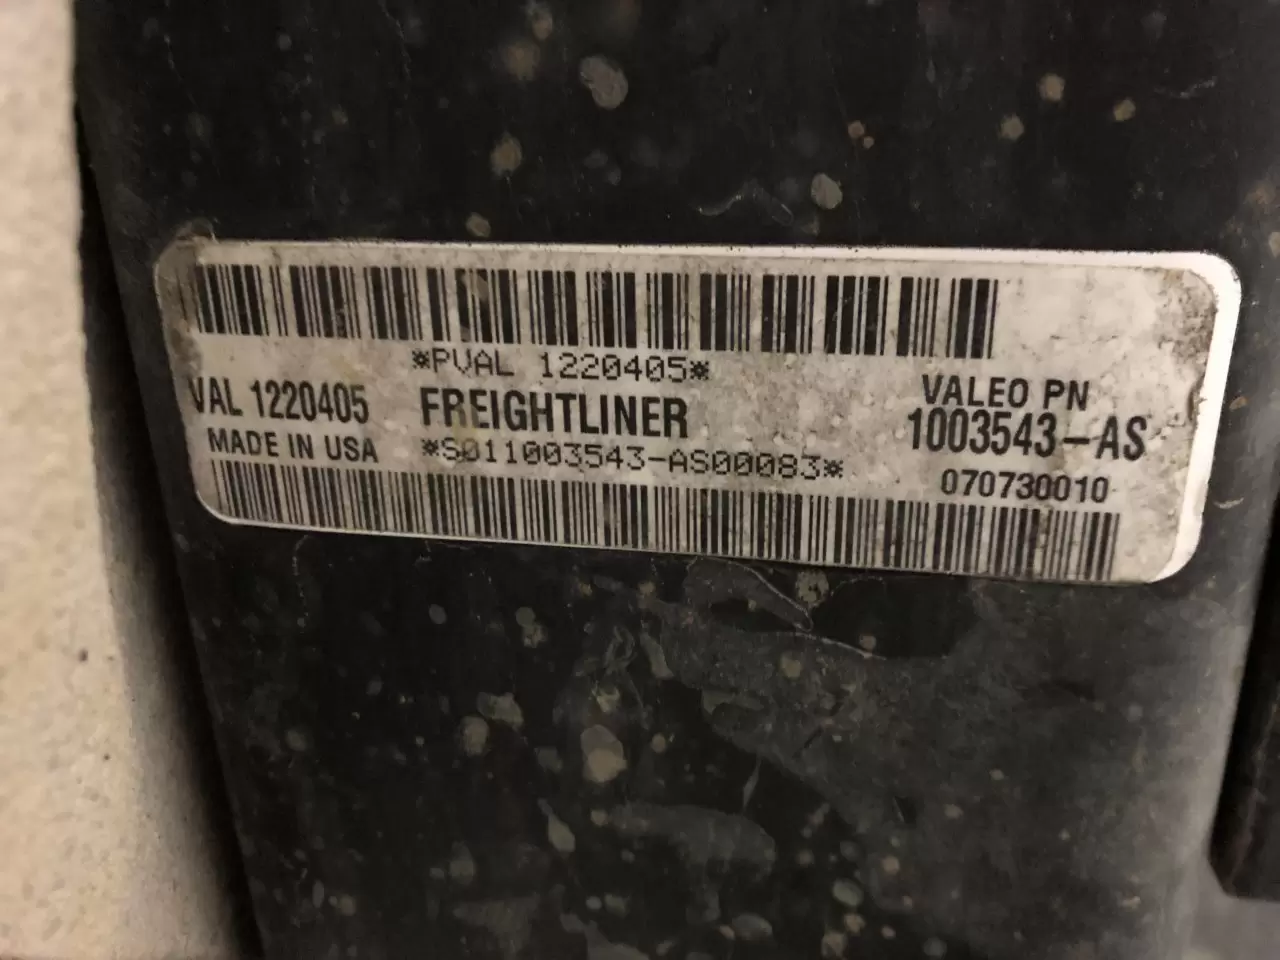 *PVAL 1220405*
VAL 1220405 FREIGHTLINER VALEO PN
MADE IN USA *S011003543-AS00083* 1003543-AS
070730010